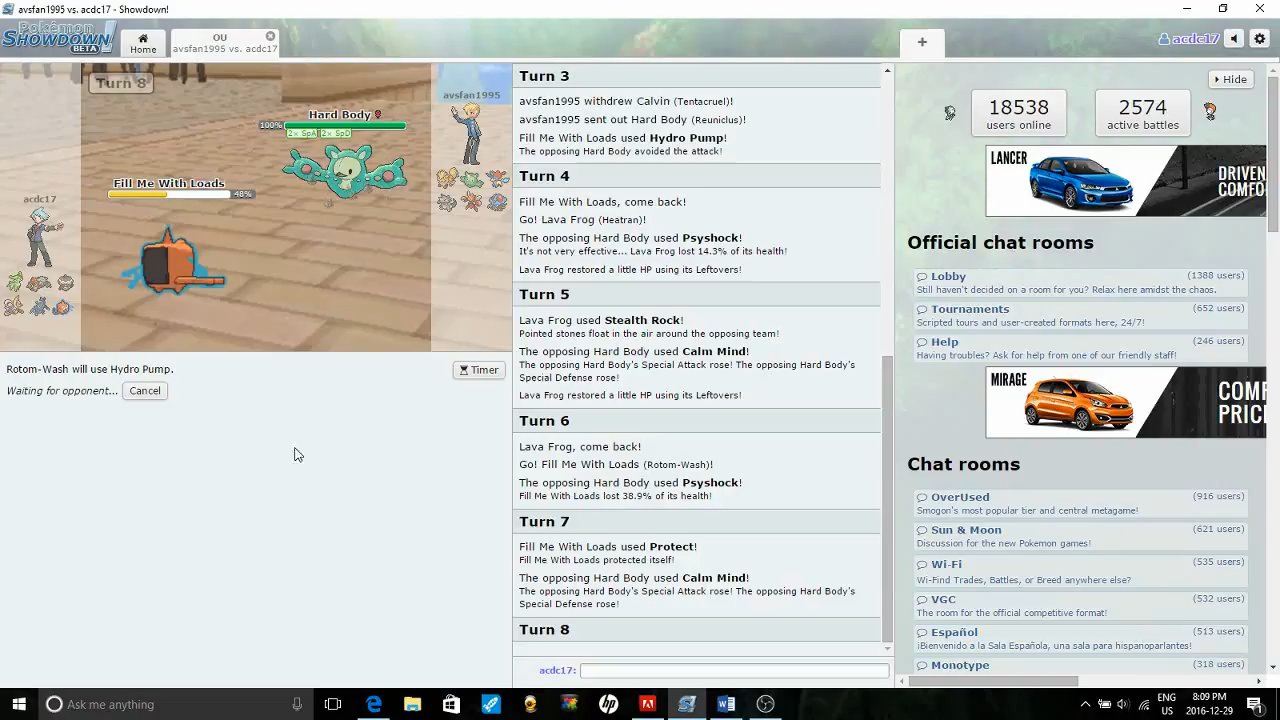 avsfan1995 vs. acdc17 - Showdown!
Pokémon Showdown! BETA
Home
OU
avsfan1995 vs. acdc17
+
acdc17
Turn 8
avsfan1995
Hard Body
100%
2× SpA 2× SpD
Fill Me With Loads
48%
acdc17
Rotom-Wash will use Hydro Pump.
Waiting for opponent... Cancel
Timer
Turn 3
avsfan1995 withdrew Calvin (Tentacruel)!
avsfan1995 sent out Hard Body (Reuniclus)!
Fill Me With Loads used Hydro Pump!
The opposing Hard Body avoided the attack!
Turn 4
Fill Me With Loads, come back!
Go! Lava Frog (Heatran)!
The opposing Hard Body used Psyshock!
It's not very effective... Lava Frog lost 14.3% of its health!
Lava Frog restored a little HP using its Leftovers!
Turn 5
Lava Frog used Stealth Rock!
Pointed stones float in the air around the opposing team!
The opposing Hard Body used Calm Mind!
The opposing Hard Body's Special Attack rose! The opposing Hard Body's
Special Defense rose!
Lava Frog restored a little HP using its Leftovers!
Turn 6
Lava Frog, come back!
Go! Fill Me With Loads (Rotom-Wash)!
The opposing Hard Body used Psyshock!
Fill Me With Loads lost 38.9% of its health!
Turn 7
Fill Me With Loads used Protect!
Fill Me With Loads protected itself!
The opposing Hard Body used Calm Mind!
The opposing Hard Body's Special Attack rose! The opposing Hard Body's
Special Defense rose!
Turn 8
acdc17:
Hide
18538
users online
2574
active battles
LANCER
DRIVEN
COMFO
Official chat rooms
Lobby (1388 users)
Still haven't decided on a room for you? Relax here amidst the chaos.
Tournaments (652 users)
Scripted tours and user-created formats here, 24/7!
Help (246 users)
Having troubles? Ask for help from one of our friendly staff!
MIRAGE
COMP
PRICE
Chat rooms
OverUsed (916 users)
Smogon's most popular tier and central metagame!
Sun & Moon (621 users)
Discussion for the new Pokemon games!
Wi-Fi (535 users)
Wi-Find Trades, Battles, or Breed anywhere else?
VGC (532 users)
The room for the official competitive format!
Español (513 users)
¡Bienvenido a la Sala Española, una sala para hispanoparlantes!
Monotype (318 users)
Ask me anything
ENG
US
8:09 PM
2016-12-29